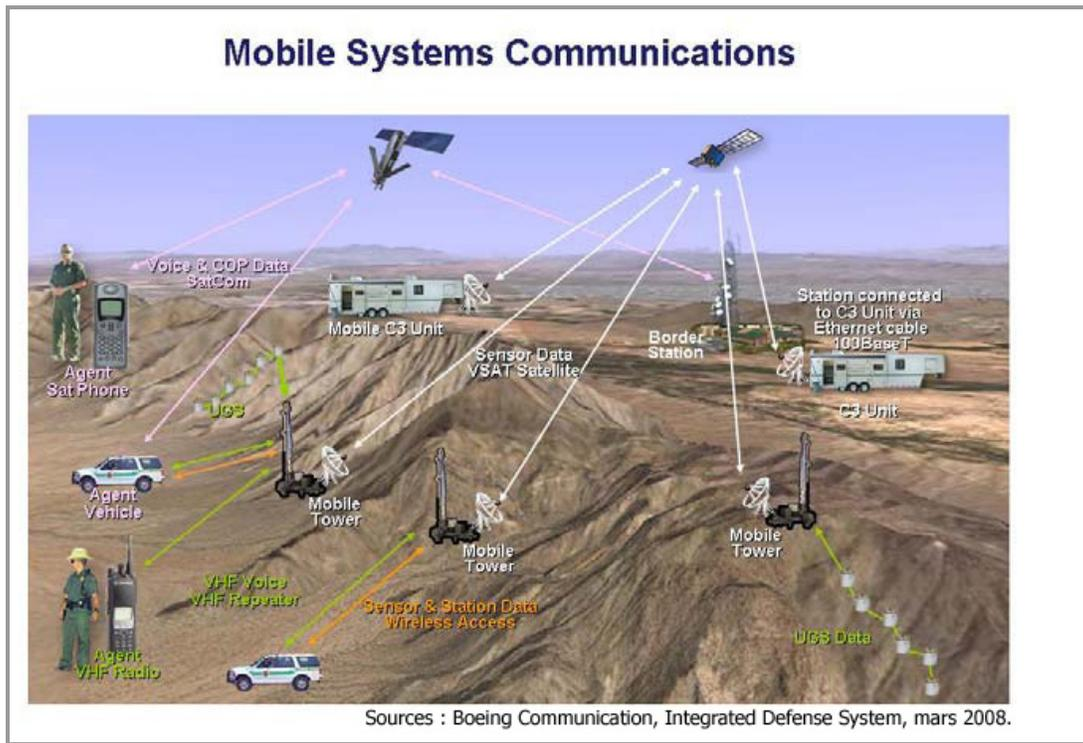 Mobile Systems Communications
Voice & COP Data
SatCom
Agent
Sat Phone
Mobile C3 Unit
Sensor Data
VSAT Satellite
Border
Station
Station connected
to C3 Unit via
Ethernet cable
100BaseT
C3 Unit
UGS
Agent
Vehicle
Mobile
Tower
Mobile
Tower
Mobile
Tower
VHF Voice
VHF Repeater
Sensor & Station Data
Wireless Access
Agent
VHF Radio
UGS Data
Sources : Boeing Communication, Integrated Defense System, mars 2008.